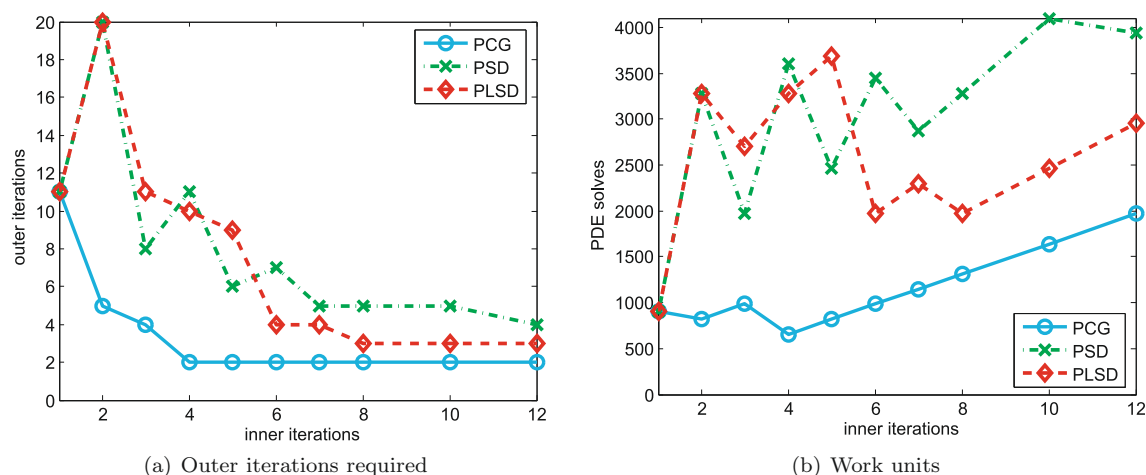 20
18
16
14
12
10
8
6
4
2
0
outer iterations
PCG
PSD
PLSD
2 4 6 8 10 12
inner iterations
(a) Outer iterations required
4000
3500
3000
2500
2000
1500
1000
500
0
PDE solves
PCG
PSD
PLSD
2 4 6 8 10 12
inner iterations
(b) Work units